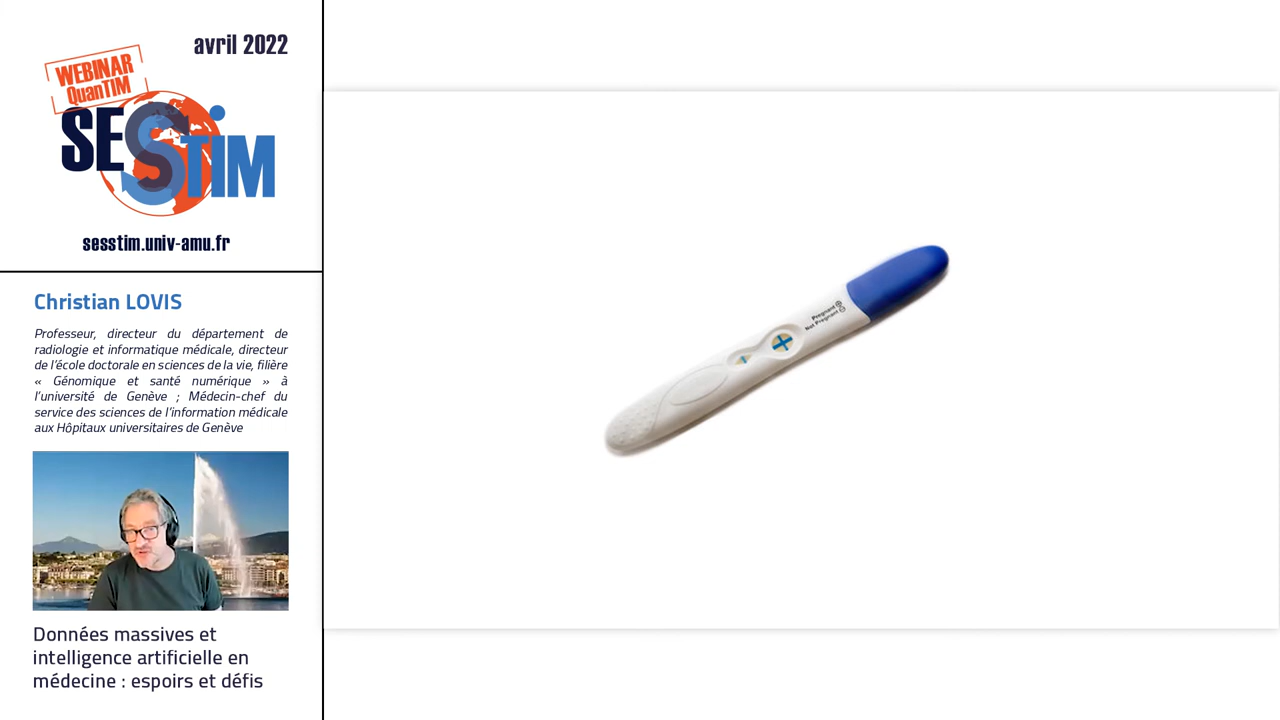 avril 2022
WEBINAR
QuanTIM
SESSTIM
sesstim.univ-amu.fr
Christian LOVIS
Professeur, directeur du département de
radiologie et informatique médicale, directeur
de l'école doctorale en sciences de la vie, filière
« Génomique et santé numérique » à
l'université de Genève ; Médecin-chef du
service des sciences de l'information médicale
aux Hôpitaux universitaires de Genève
Données massives et
intelligence artificielle en
médecine : espoirs et défis
Pregnant
Not Pregnant